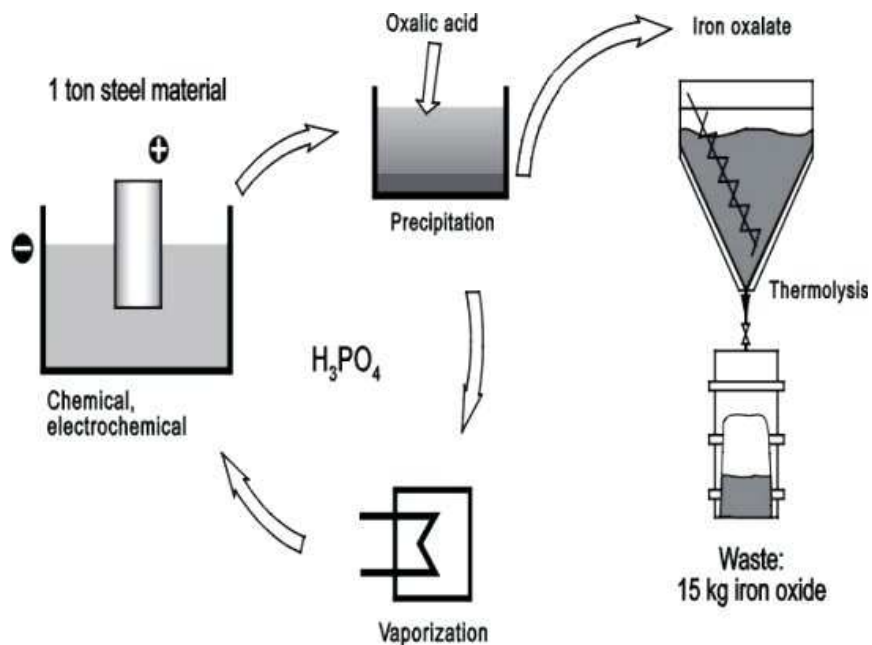 Oxalic acid
Iron oxalate
1 ton steel material
+
−
Precipitation
Thermolysis
H₃PO₄
Chemical,
electrochemical
Waste:
15 kg iron oxide
Vaporization